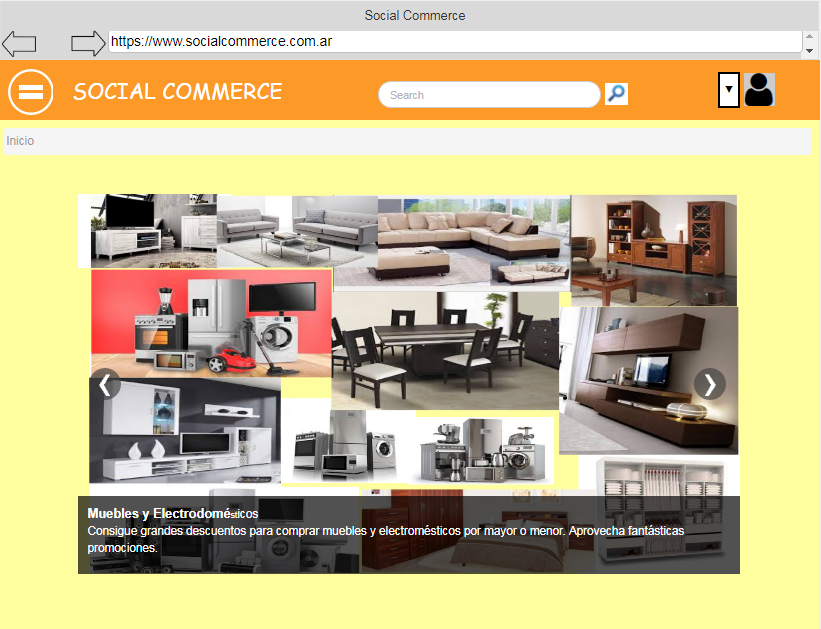 Social Commerce
https://www.socialcommerce.com.ar
SOCIAL COMMERCE
Search
Inicio
Muebles y Electrodomésticos
Consigue grandes descuentos para comprar muebles y electromésticos por mayor o menor. Aprovecha fantásticas
promociones.